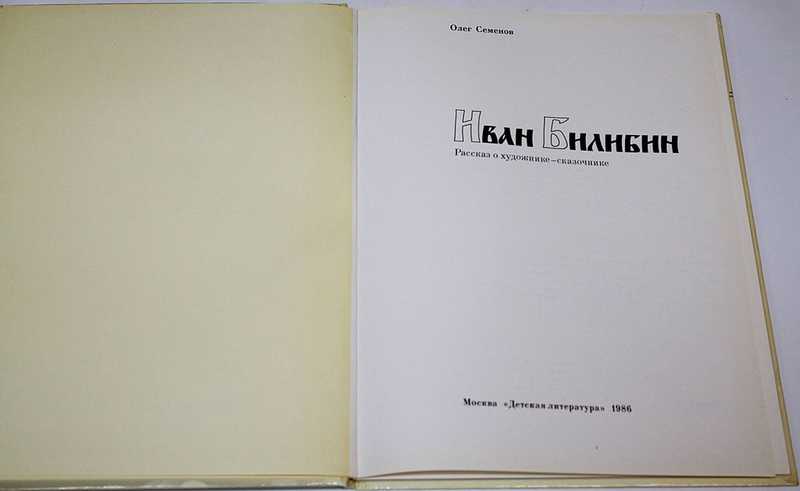 Олег Семенов
Иван Билибин
Рассказ о художнике-сказочнике
Москва «Детская литература» 1986